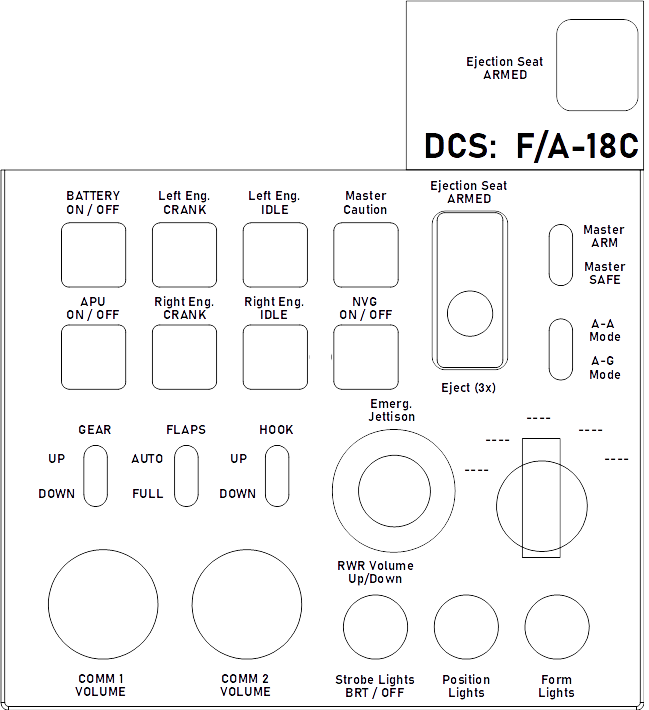 Ejection Seat
ARMED
DCS: F/A-18C
BATTERY
ON / OFF
Left Eng.
CRANK
Left Eng.
IDLE
Master
Caution
Ejection Seat
ARMED
Master
ARM
Master
SAFE
APU
ON / OFF
Right Eng.
CRANK
Right Eng.
IDLE
NVG
ON / OFF
A-A
Mode
A-G
Mode
Eject (3x)
Emerg.
Jettison
GEAR
FLAPS
HOOK
UP
AUTO
UP
DOWN
FULL
DOWN
----
----
----
----
----
RWR Volume
Up/Down
COMM 1
VOLUME
COMM 2
VOLUME
Strobe Lights
BRT / OFF
Position
Lights
Form
Lights